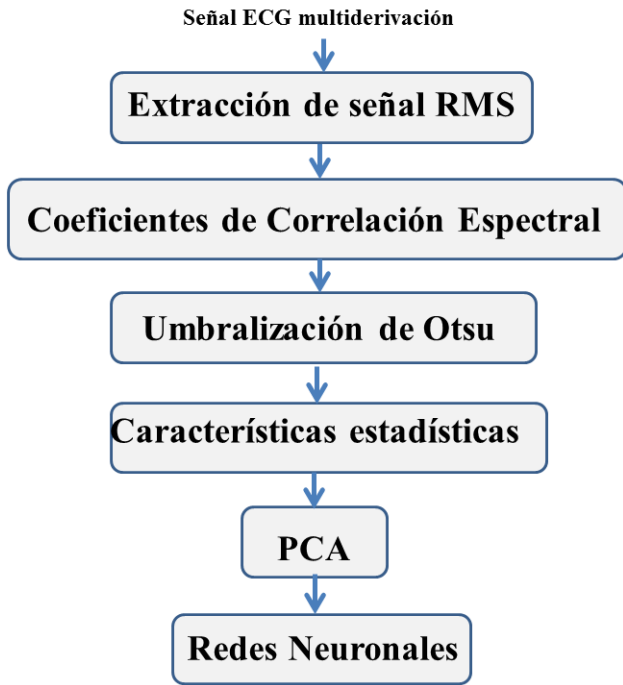 Señal ECG multiderivación
Extracción de señal RMS
Coeficientes de Correlación Espectral
Umbralización de Otsu
Características estadísticas
PCA
Redes Neuronales